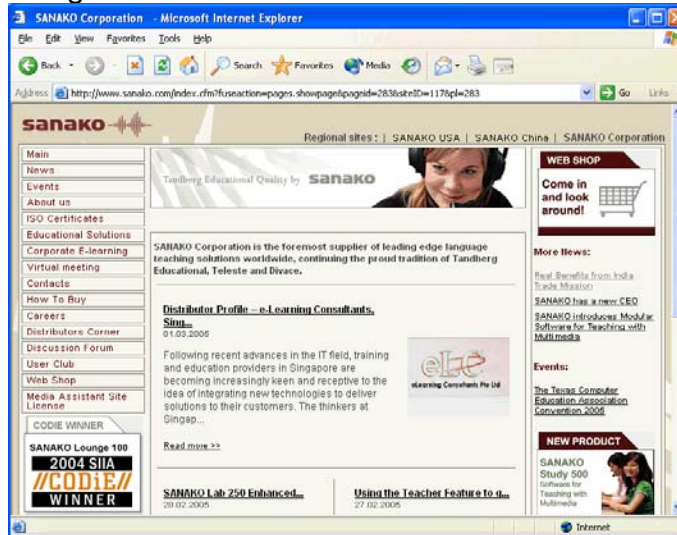 SANAKO Corporation - Microsoft Internet Explorer
File Edit View Favorites Tools Help
Back Search Favorites Media
Address http://www.sanako.com/index.cfm?fuseaction=pages.showpage&pageid=283&siteID=117&pl=283 Go Links
sanako
Regional sites : | SANAKO USA | SANAKO China | SANAKO Corporation
Main
News
Events
About us
ISO Certificates
Educational Solutions
Corporate E-learning
Virtual meeting
Contacts
How To Buy
Careers
Distributors Corner
Discussion Forum
User Club
Web Shop
Media Assistant Site
License
CODIE WINNER
SANAKO Lounge 100
2004 SIIA
//CODiE//
WINNER
Tandberg Educational Quality by sanako
SANAKO Corporation is the foremost supplier of leading edge language
teaching solutions worldwide, continuing the proud tradition of Tandberg
Educational, Teleste and Divace.
Distributor Profile – e-Learning Consultants,
Sing...
01.03.2005
Following recent advances in the IT field, training
and education providers in Singapore are
becoming increasingly keen and receptive to the
idea of integrating new technologies to deliver
solutions to their customers. The thinkers at
Singap...
Read more >>
eLc
eLearning Consultants Pte Ltd
SANAKO Lab 250 Enhanced...
28.02.2005
Using the Teacher Feature to q...
27.02.2005
WEB SHOP
Come in
and look
around!
More News:
Real Benefits from India
Trade Mission
SANAKO has a new CEO
SANAKO introduces Modular
Software for Teaching with
Multimedia
Events:
The Texas Computer
Education Association
Convention 2005
NEW PRODUCT
SANAKO
Study 500
Software for
Teaching with
Multimedia
Internet